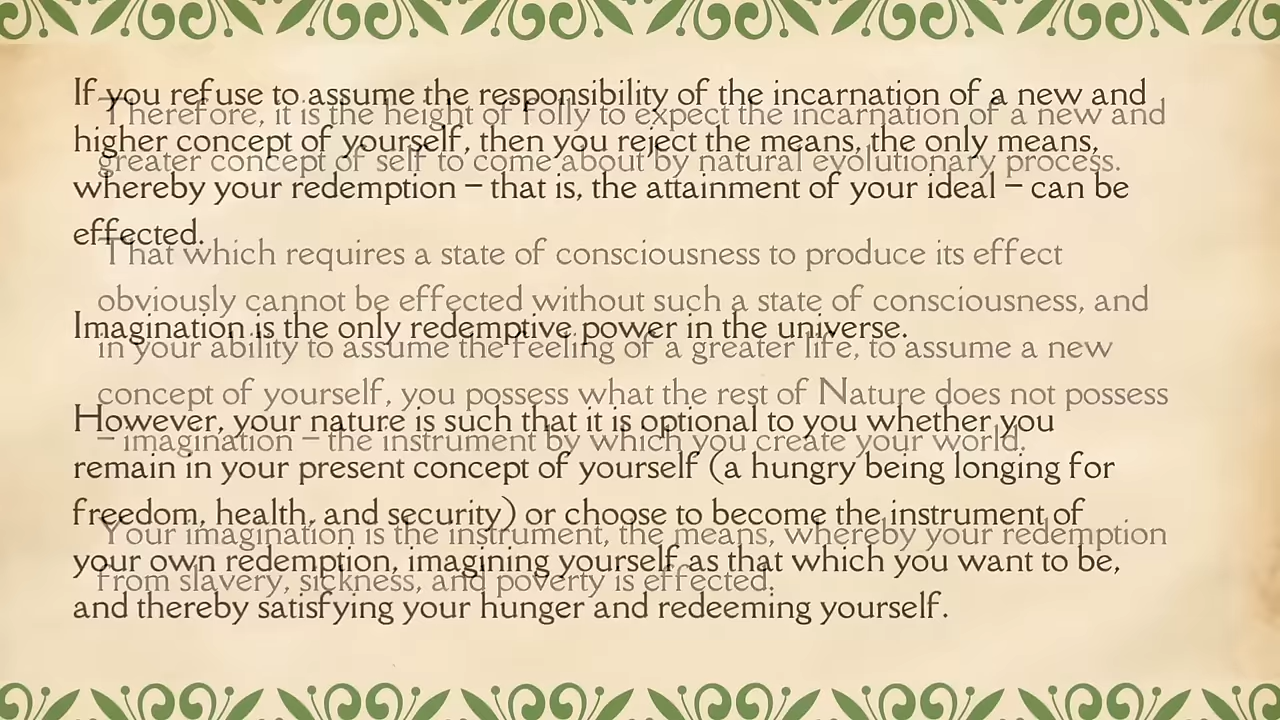 If you refuse to assume the responsibility of the incarnation of a new and
higher concept of yourself, then you reject the means, the only means,
whereby your redemption – that is, the attainment of your ideal – can be
effected.
Imagination is the only redemptive power in the universe.
However, your nature is such that it is optional to you whether you
remain in your present concept of yourself (a hungry being longing for
freedom, health, and security) or choose to become the instrument of
your own redemption, imagining yourself as that which you want to be,
and thereby satisfying your hunger and redeeming yourself.
Therefore, it is the height of folly to expect the incarnation of a new and
greater concept of self to come about by natural evolutionary process.
That which requires a state of consciousness to produce its effect
obviously cannot be effected without such a state of consciousness, and
in your ability to assume the feeling of a greater life, to assume a new
concept of yourself, you possess what the rest of Nature does not possess
– imagination – the instrument by which you create your world.
Your imagination is the instrument, the means, whereby your redemption
from slavery, sickness, and poverty is effected.